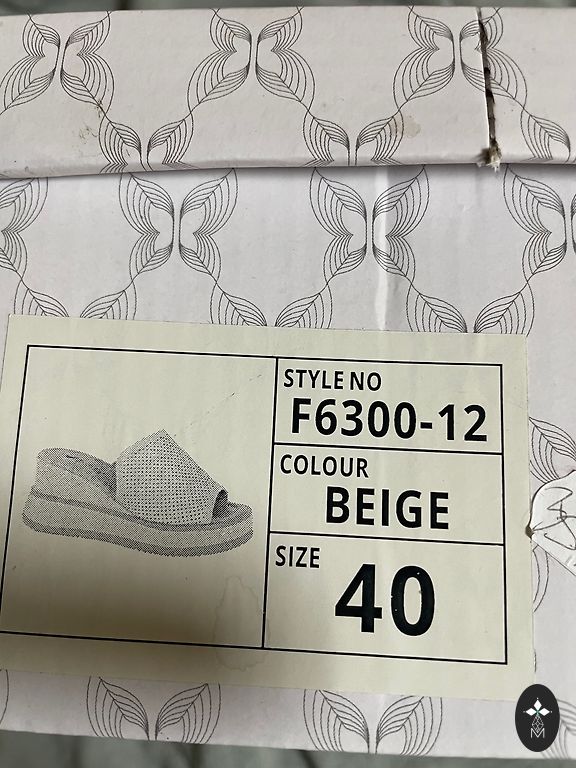 STYLE NO
F6300-12
COLOUR
BEIGE
SIZE
40